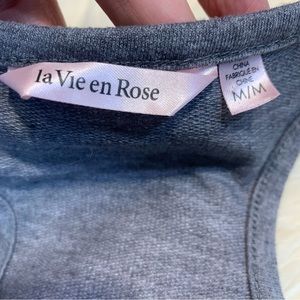 la Vie en Rose
CHINA
FABRIQUÉ EN
CHINE
M/M